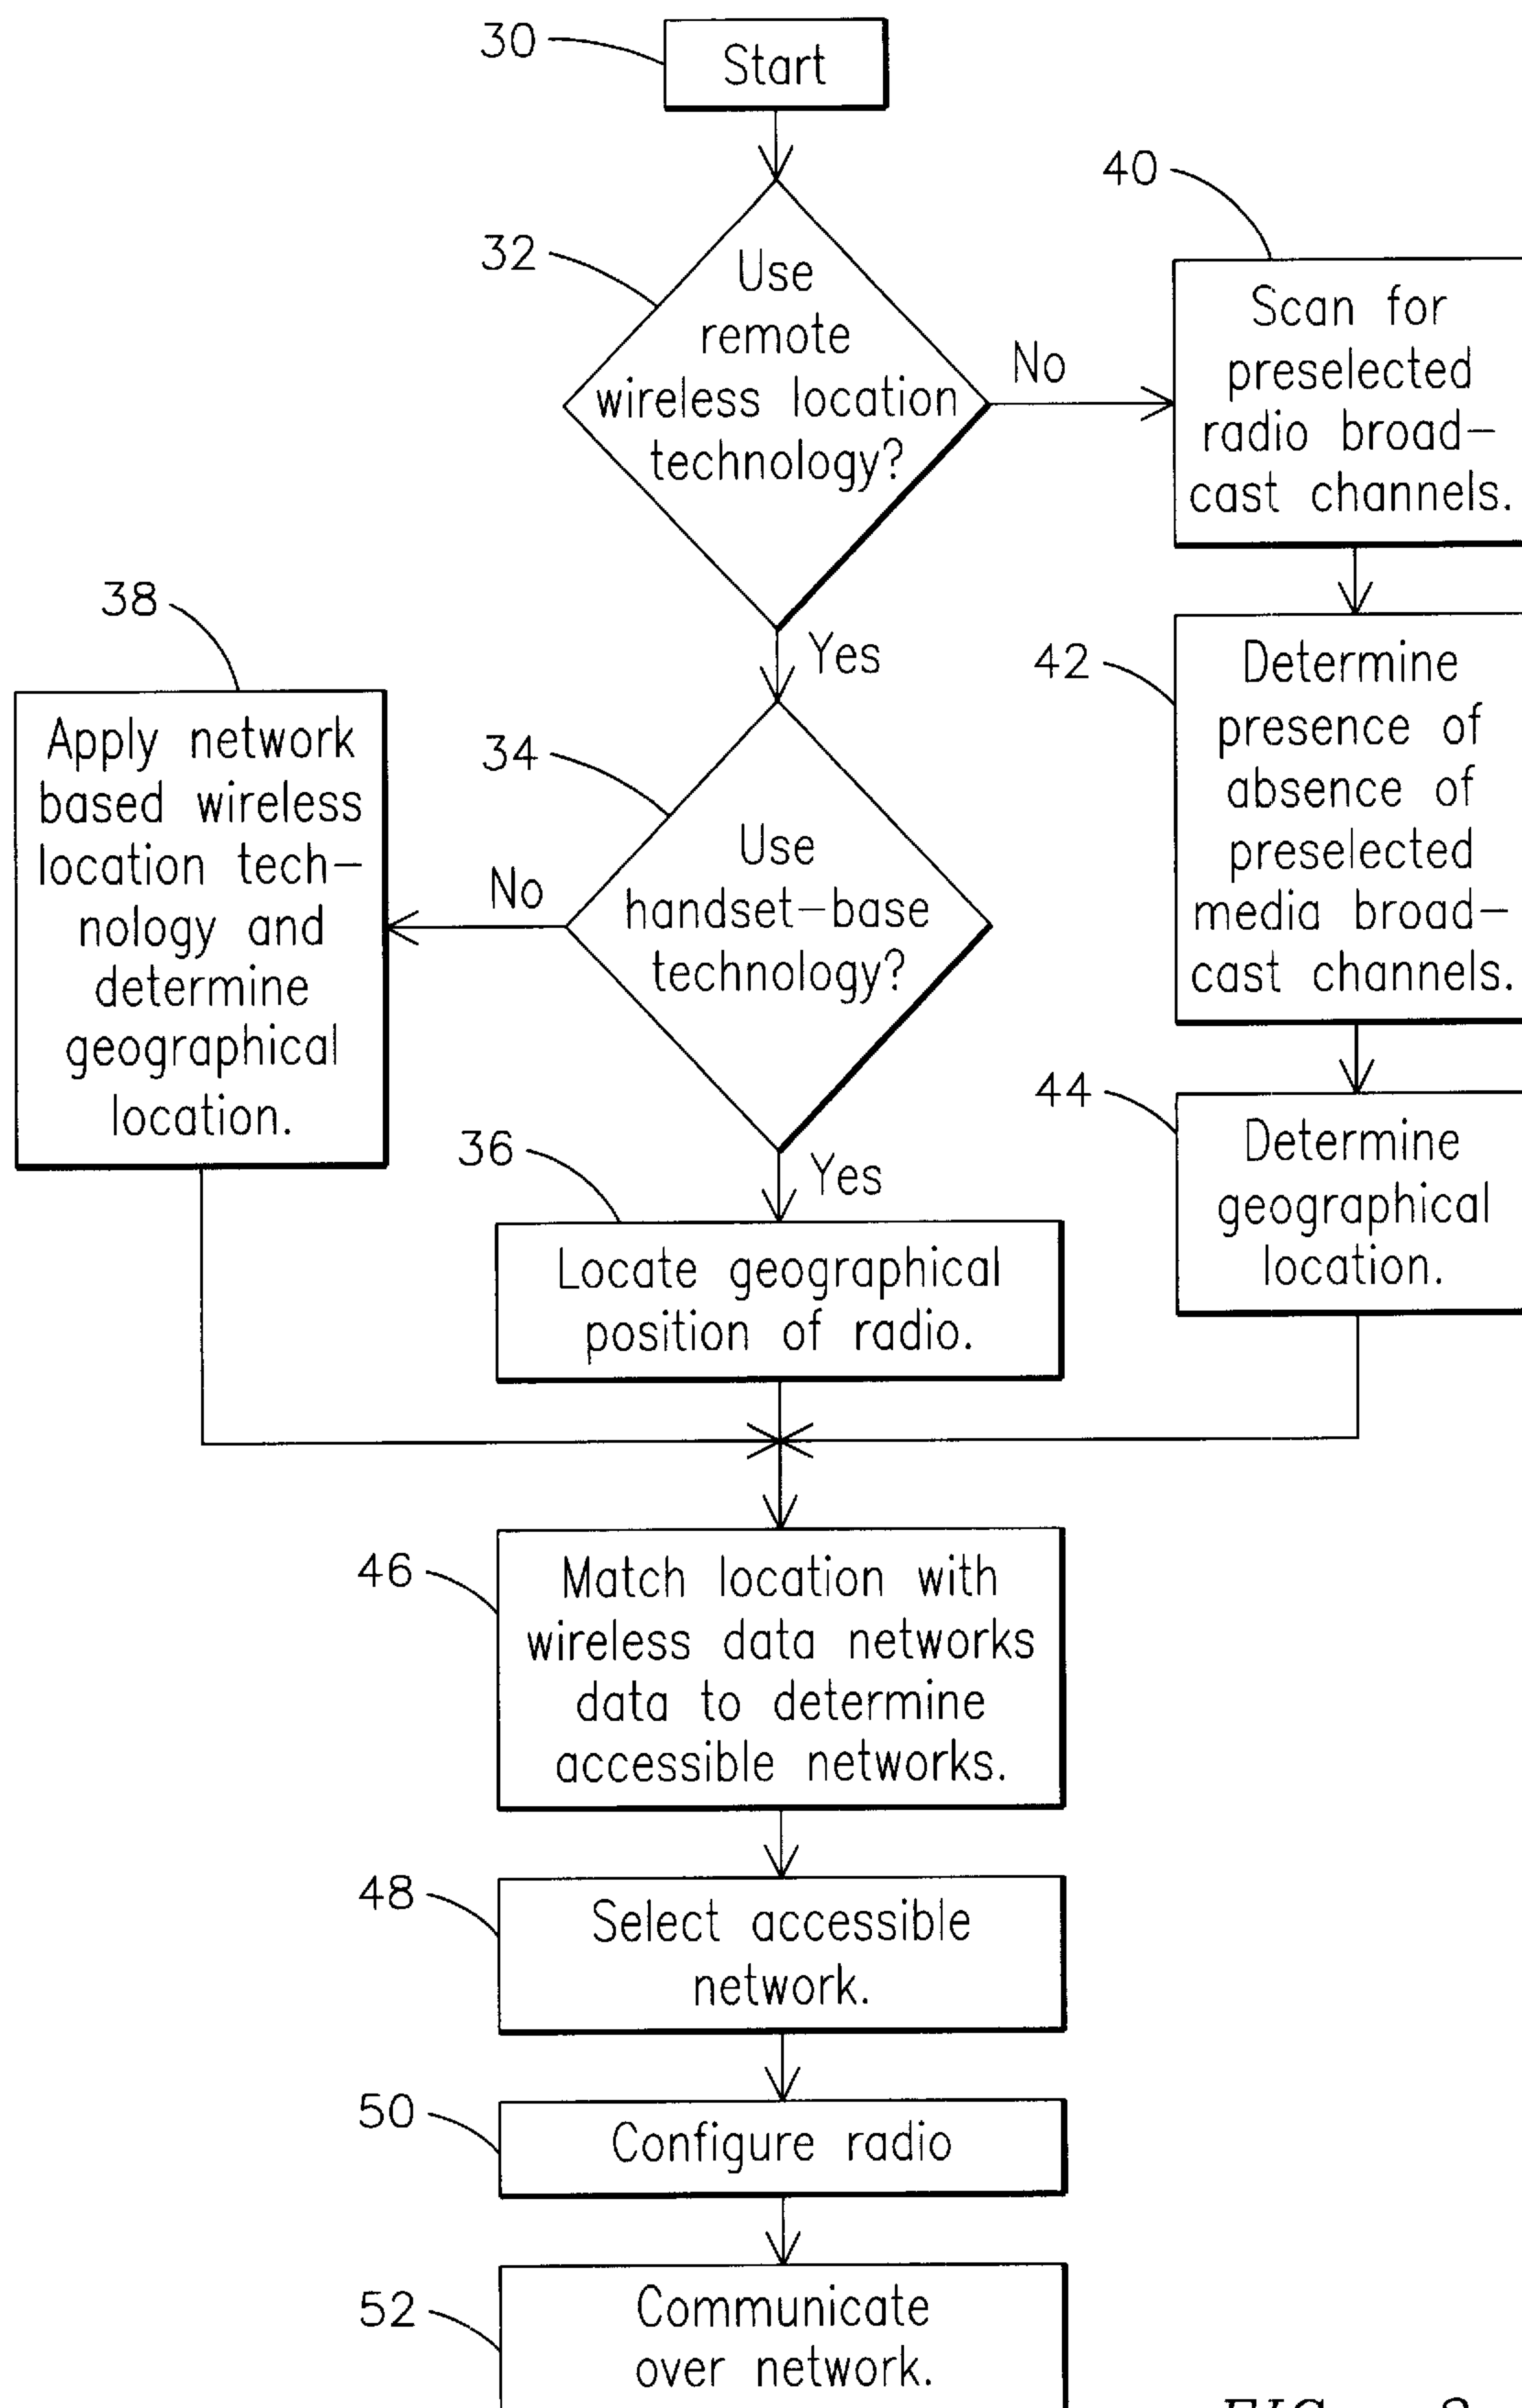 30
Start
32
Use
remote
wireless location
technology?
No
Yes
40
Scan for
preselected
radio broad-
cast channels.
42
Determine
presence of
absence of
preselected
media broad-
cast channels.
44
Determine
geographical
location.
34
Use
handset-base
technology?
No
Yes
38
Apply network
based wireless
location tech-
nology and
determine
geographical
location.
36
Locate geographical
position of radio.
46
Match location with
wireless data networks
data to determine
accessible networks.
48
Select accessible
network.
50
Configure radio
52
Communicate
over network.